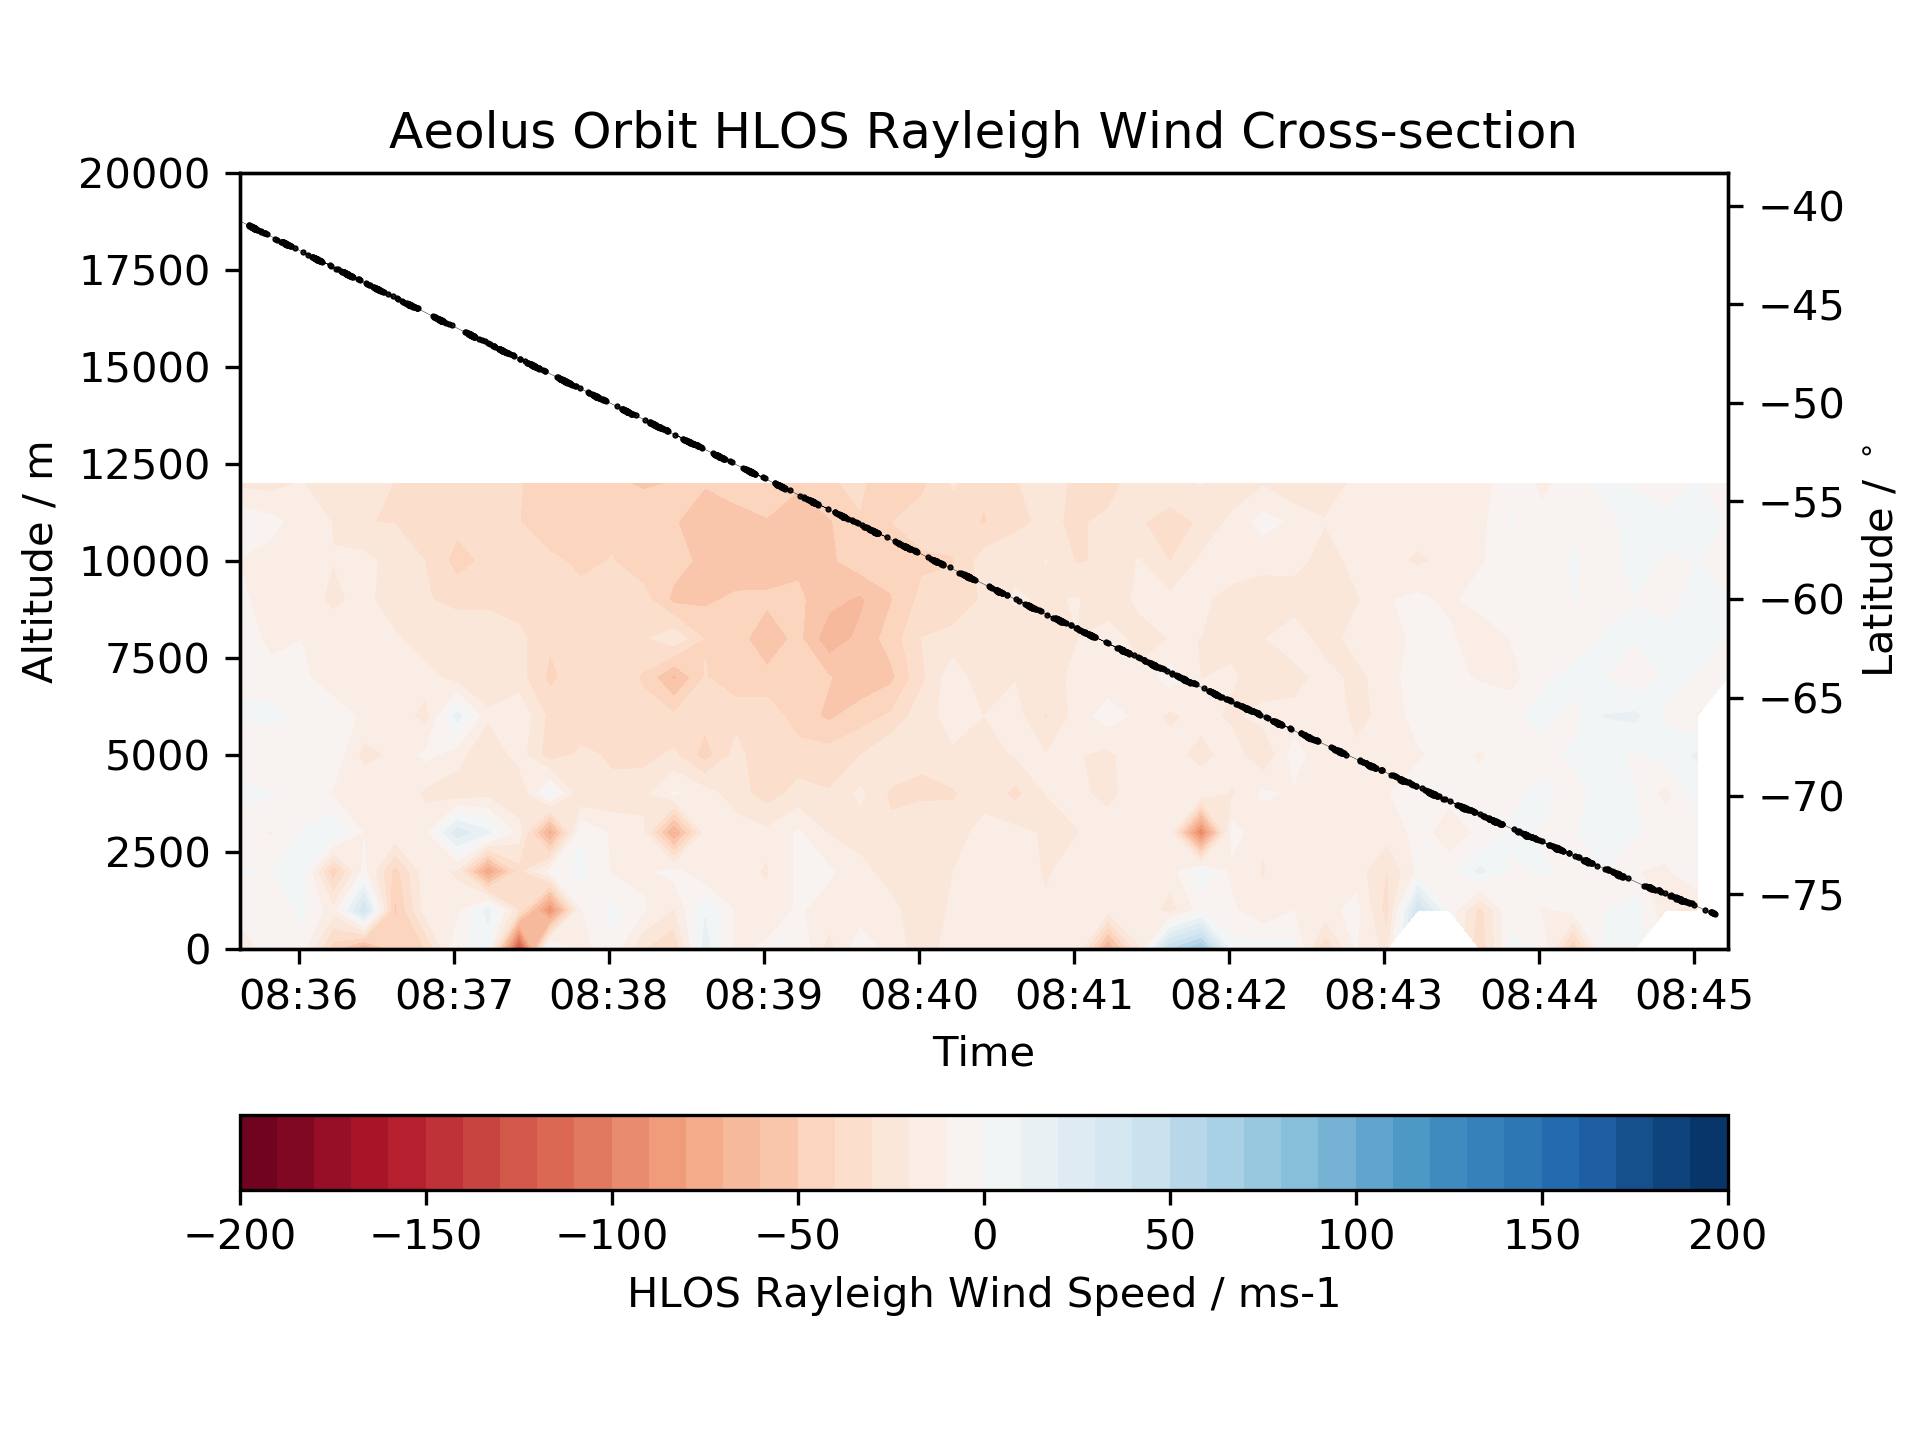 Aeolus Orbit HLOS Rayleigh Wind Cross-section
20000
17500
15000
12500
10000
7500
5000
2500
0
Altitude / m
−40
−45
−50
−55
−60
−65
−70
−75
Latitude / °
08:36 08:37 08:38 08:39 08:40 08:41 08:42 08:43 08:44 08:45
Time
−200 −150 −100 −50 0 50 100 150 200
HLOS Rayleigh Wind Speed / ms-1